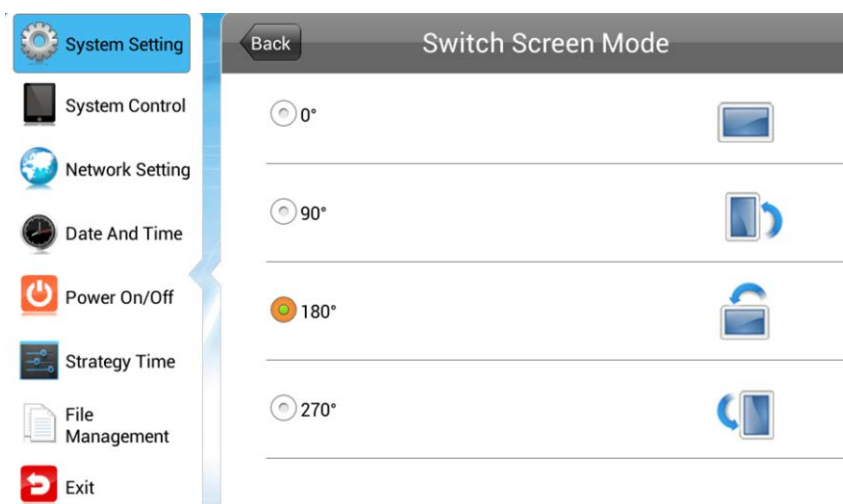 System Setting
System Control
Network Setting
Date And Time
Power On/Off
Strategy Time
File
Management
Exit
Back
Switch Screen Mode
0°
90°
180°
270°